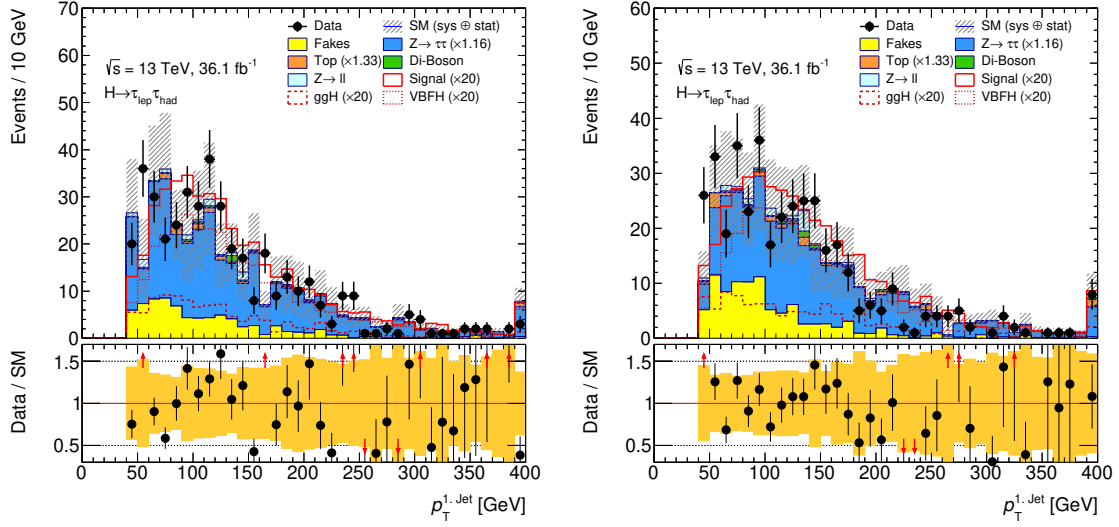 Events / 10 GeV
70
60
50
40
30
20
10
0
√s = 13 TeV, 36.1 fb⁻¹
H→τlepτhad
Data
SM (sys ⊕ stat)
Fakes
Z→ ττ (×1.16)
Top (×1.33)
Di-Boson
Z→ ll
Signal (×20)
ggH (×20)
VBFH (×20)
Data / SM
1.5
1
0.5
0 50 100 150 200 250 300 350 400
p_T^1. Jet [GeV]
Events / 10 GeV
60
50
40
30
20
10
0
√s = 13 TeV, 36.1 fb⁻¹
H→τlepτhad
Data
SM (sys ⊕ stat)
Fakes
Z→ ττ (×1.16)
Top (×1.33)
Di-Boson
Z→ ll
Signal (×20)
ggH (×20)
VBFH (×20)
Data / SM
1.5
1
0.5
0 50 100 150 200 250 300 350 400
p_T^1. Jet [GeV]